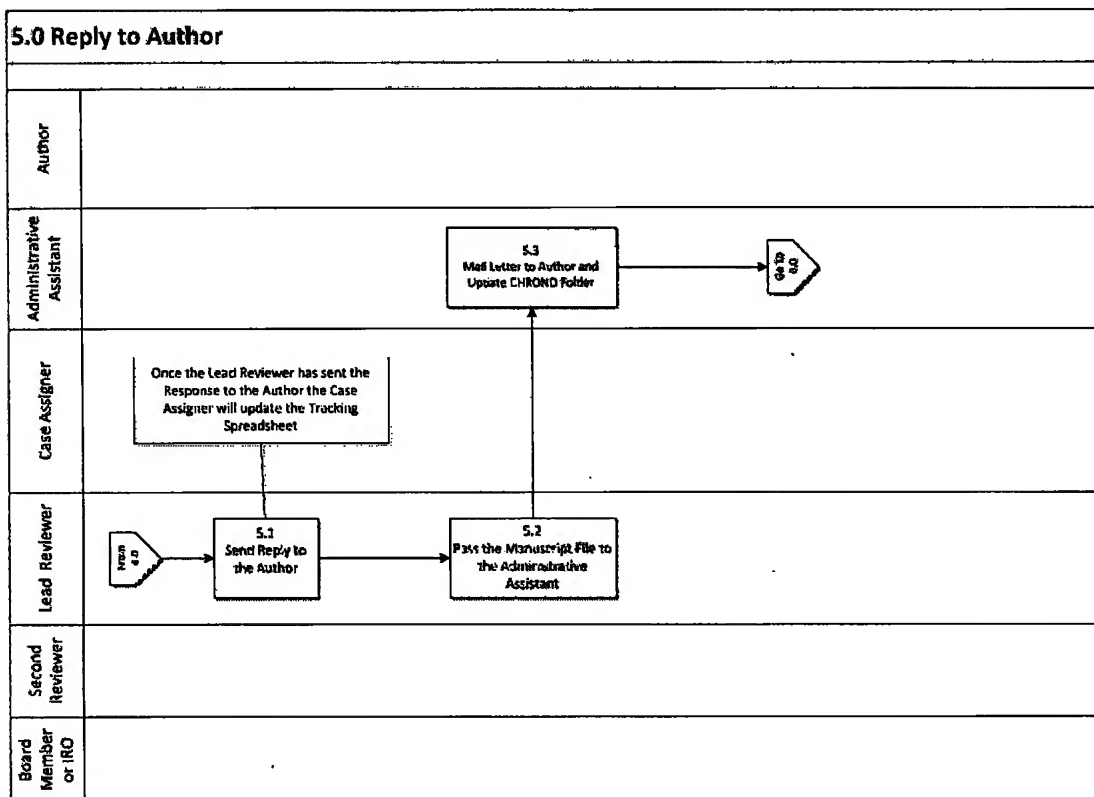 5.0 Reply to Author
Author
Administrative
Assistant
5.3
Mail Letter to Author and
Update CHRONO Folder
Go To
6.0
Case Assigner
Once the Lead Reviewer has sent the
Response to the Author the Case
Assigner will update the Tracking
Spreadsheet
Lead Reviewer
From
4.0
5.1
Send Reply to
the Author
5.2
Pass the Manuscript File to
the Administrative
Assistant
Second
Reviewer
Board
Member
or IRO